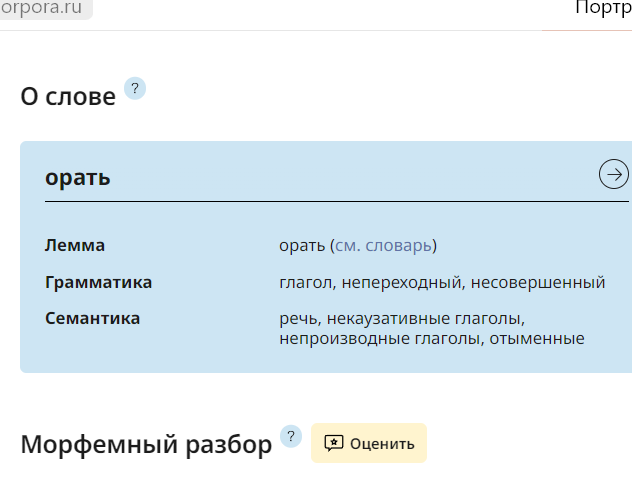 orpora.ru
Портр
О слове ?
орать
Лемма орать (см. словарь)
Грамматика глагол, непереходный, несовершенный
Семантика речь, некаузативные глаголы,
непроизводные глаголы, отыменные
Морфемный разбор ? Оценить